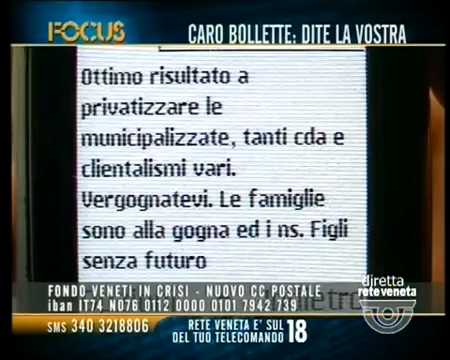 FOCUS
CARO BOLLETTE: DITE LA VOSTRA
Ottimo risultato a
privatizzare le
municipalizzate, tanti cda e
clientalismi vari.
Vergognatevi. Le famiglie
sono alla gogna ed i ns. Figli
senza futuro
diretta
reteveneta
FONDO VENETI IN CRISI - NUOVO CC POSTALE
iban IT74 N076 0112 0000 0101 7942 739
SMS 340 3218806
RETE VENETA E' SUL
DEL TUO TELECOMANDO 18